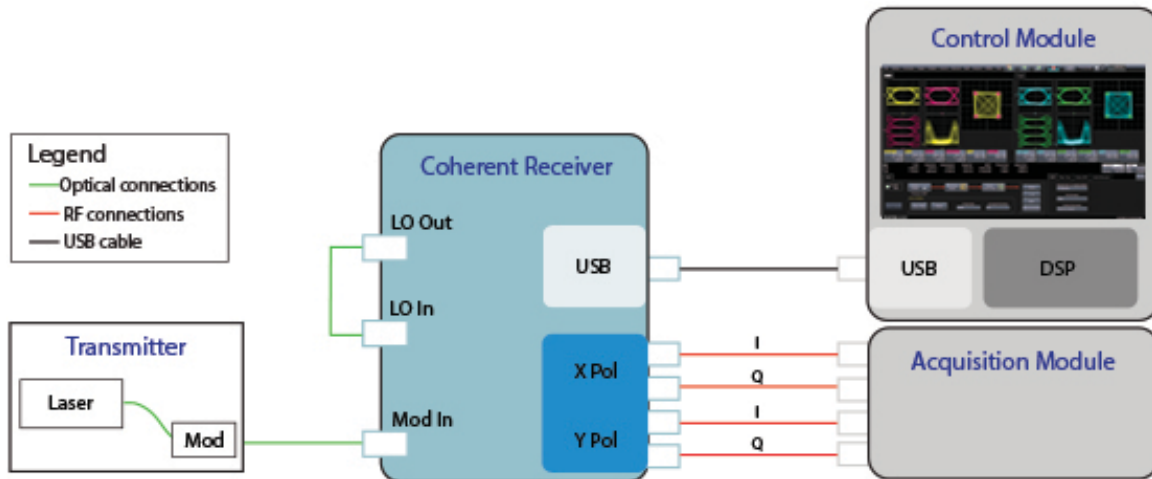 Control Module
Legend
Optical connections
RF connections
USB cable
Coherent Receiver
LO Out
USB
USB
DSP
LO In
Transmitter
Laser
Mod
Mod In
X Pol
Y Pol
I
Q
I
Q
Acquisition Module